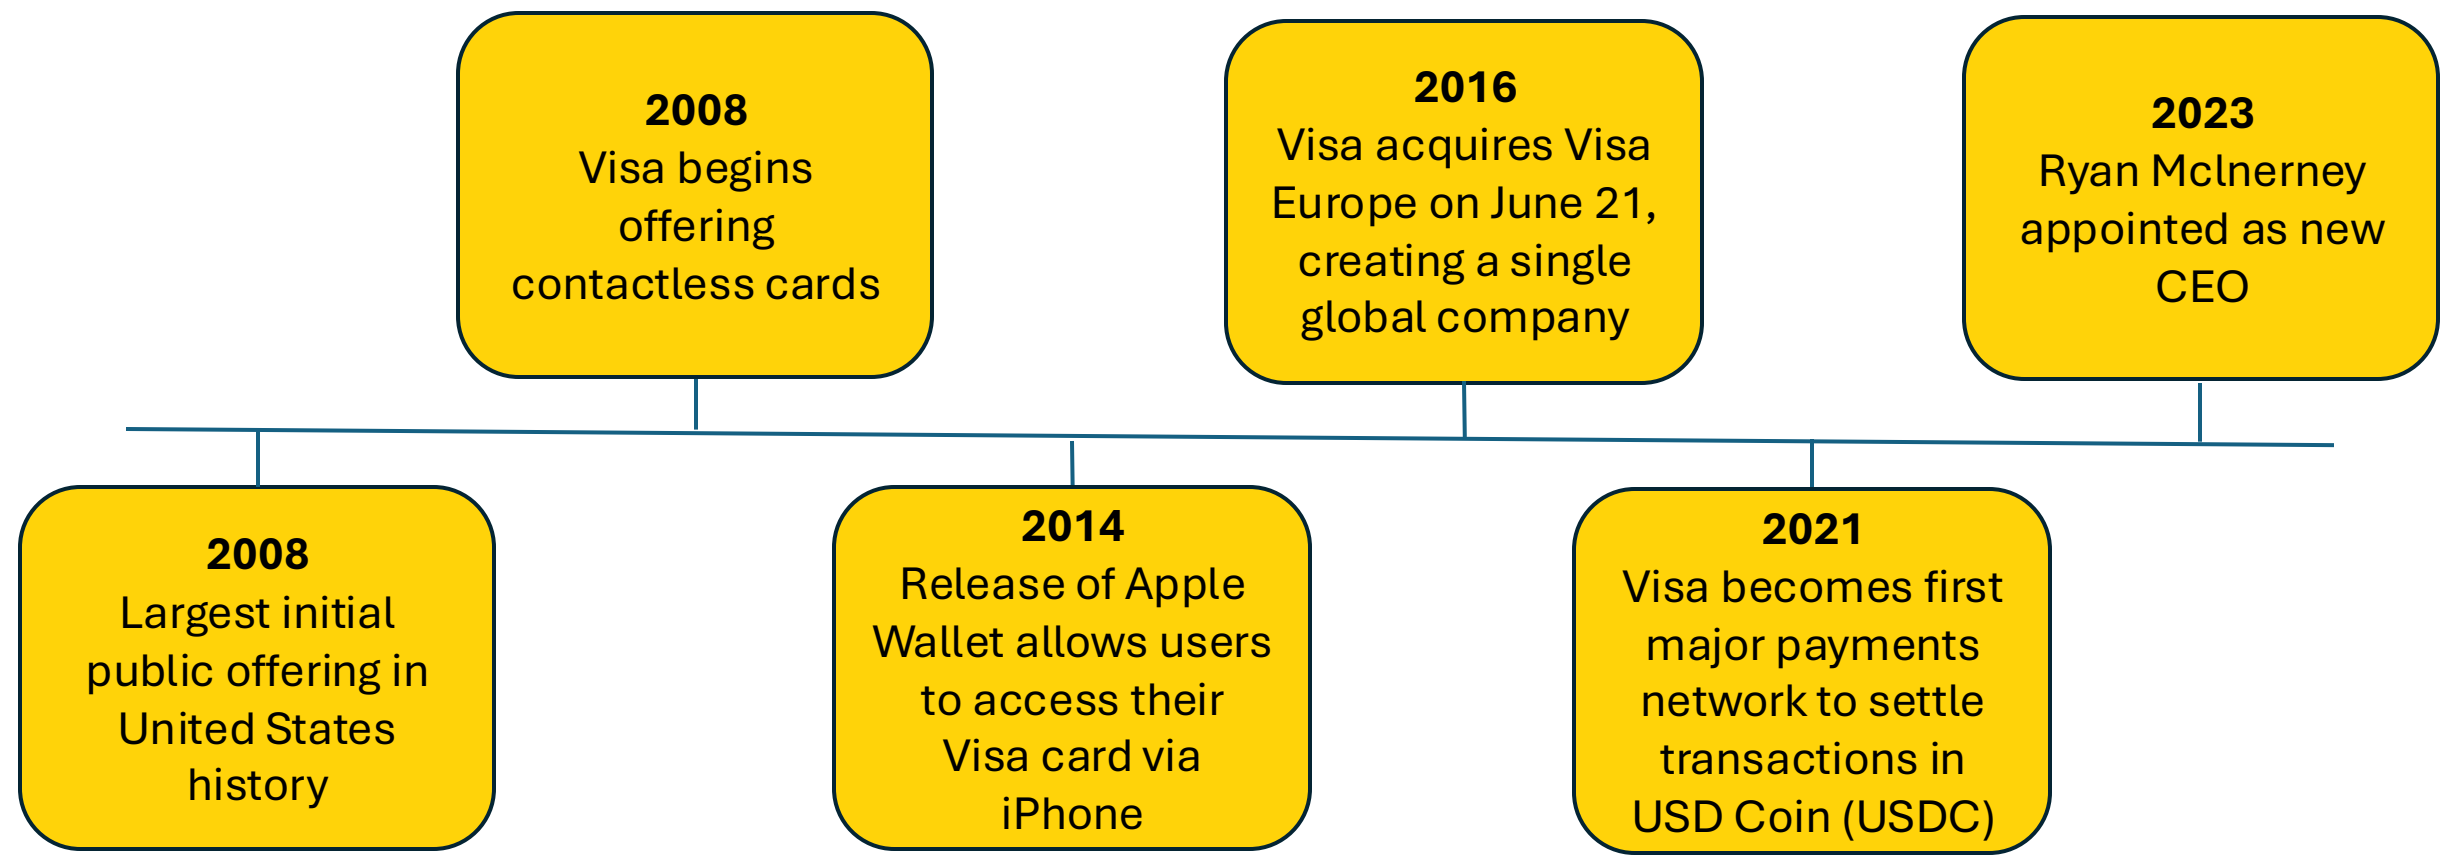 2008
Visa begins
offering
contactless cards
2016
Visa acquires Visa
Europe on June 21,
creating a single
global company
2023
Ryan McInerney
appointed as new
CEO
2008
Largest initial
public offering in
United States
history
2014
Release of Apple
Wallet allows users
to access their
Visa card via
iPhone
2021
Visa becomes first
major payments
network to settle
transactions in
USD Coin (USDC)